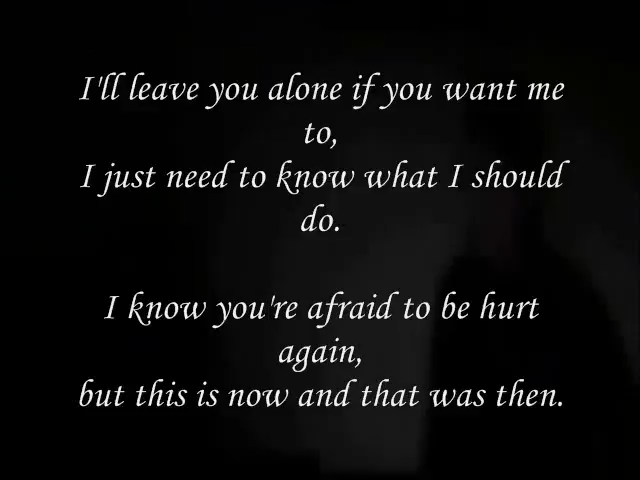 I'll leave you alone if you want me
to,
I just need to know what I should
do.
I know you're afraid to be hurt
again,
but this is now and that was then.